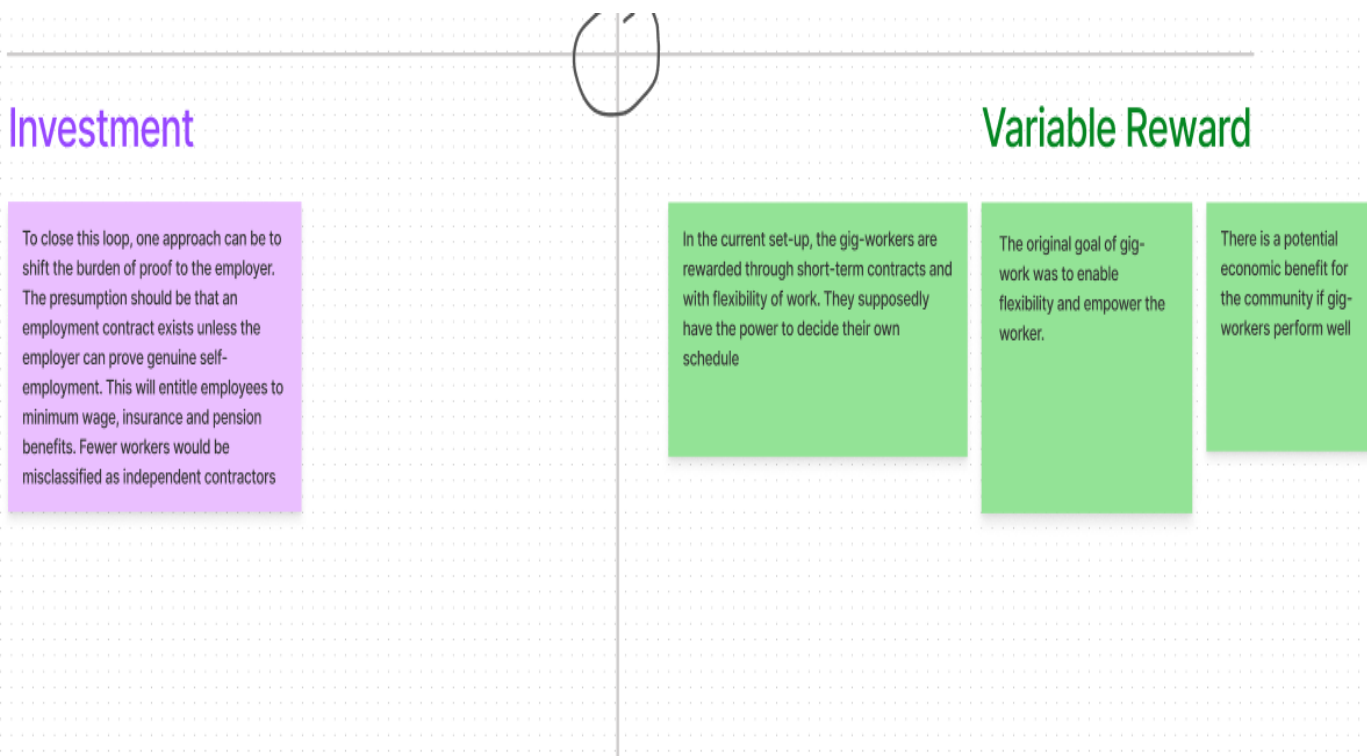 Investment
Variable Reward
To close this loop, one approach can be to
shift the burden of proof to the employer.
The presumption should be that an
employment contract exists unless the
employer can prove genuine self-
employment. This will entitle employees to
minimum wage, insurance and pension
benefits. Fewer workers would be
misclassified as independent contractors
In the current set-up, the gig-workers are
rewarded through short-term contracts and
with flexibility of work. They supposedly
have the power to decide their own
schedule
The original goal of gig-
work was to enable
flexibility and empower the
worker.
There is a potential
economic benefit for
the community if gig-
workers perform well